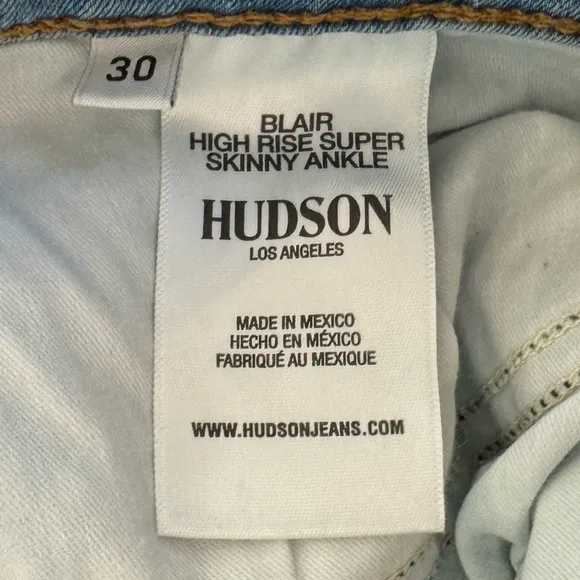 30
BLAIR
HIGH RISE SUPER
SKINNY ANKLE
HUDSON
LOS ANGELES
MADE IN MEXICO
HECHO EN MÉXICO
FABRIQUÉ AU MEXIQUE
WWW.HUDSONJEANS.COM